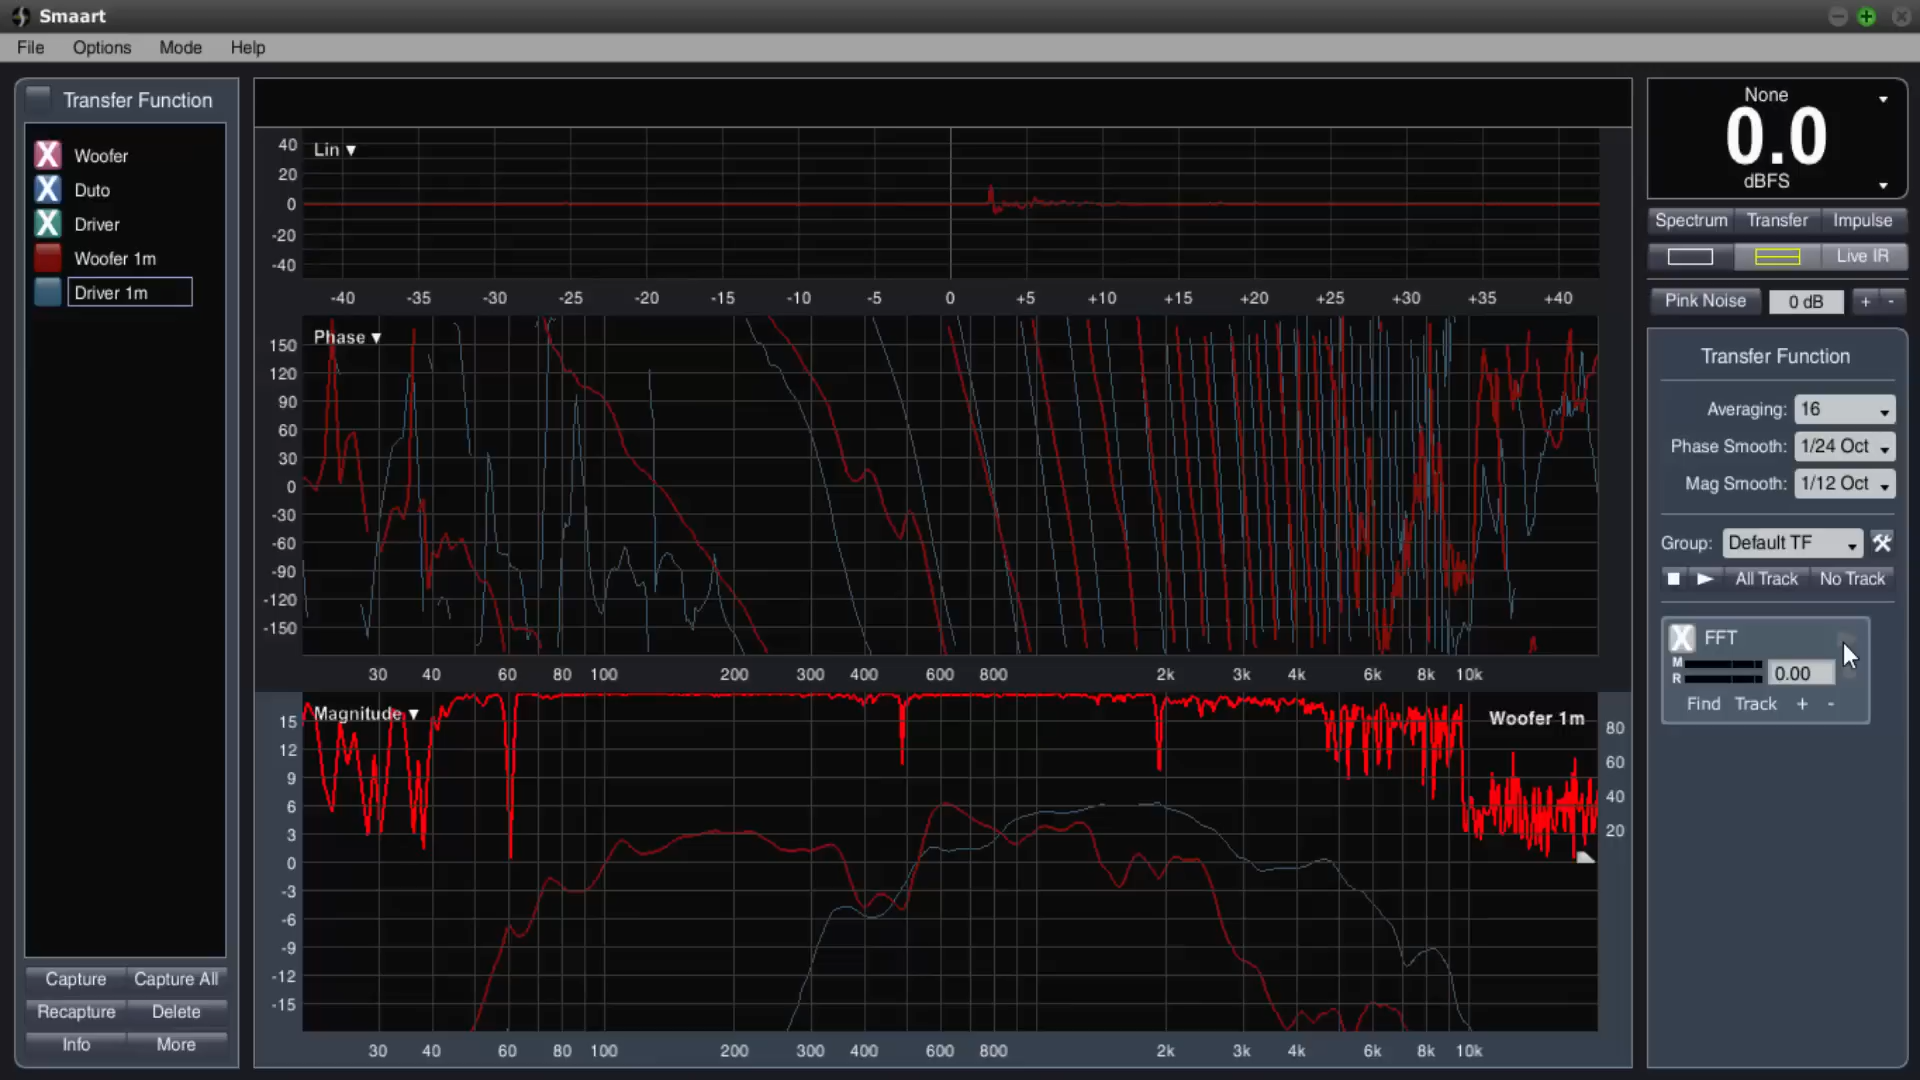 Smaart
File Options Mode Help
Transfer Function
X Woofer
X Duto
X Driver
Woofer 1m
Driver 1m
Capture Capture All
Recapture Delete
Info More
Lin ▼
40
20
0
-20
-40
-40 -35 -30 -25 -20 -15 -10 -5 0 +5 +10 +15 +20 +25 +30 +35 +40
Phase ▼
150
120
90
60
30
0
-30
-60
-90
-120
-150
30 40 60 80 100 200 300 400 600 800 2k 3k 4k 6k 8k 10k
Magnitude ▼ Woofer 1m
15
12
9
6
3
0
-3
-6
-9
-12
-15
80
60
40
20
30 40 60 80 100 200 300 400 600 800 2k 3k 4k 6k 8k 10k
None
0.0
dBFS
Spectrum Transfer Impulse
Live IR
Pink Noise 0 dB + -
Transfer Function
Averaging: 16
Phase Smooth: 1/24 Oct
Mag Smooth: 1/12 Oct
Group: Default TF
All Track No Track
X FFT
M
R 0.00
Find Track + -